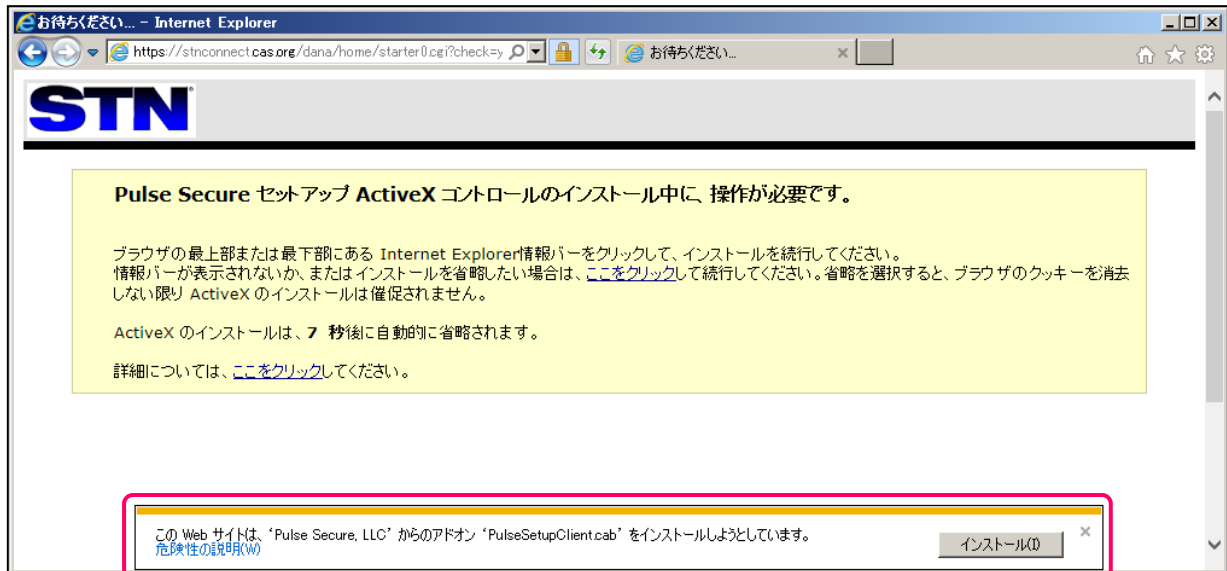 お待ちください... - Internet Explorer
https://stnconnect.cas.org/dana/home/starter0.cgi?check=y
お待ちください...
STN
Pulse Secure セットアップ ActiveX コントロールのインストール中に、操作が必要です。
ブラウザの最上部または最下部にある Internet Explorer情報バーをクリックして、インストールを続行してください。
情報バーが表示されないか、またはインストールを省略したい場合は、ここをクリックして続行してください。省略を選択すると、ブラウザのクッキーを消去
しない限り ActiveX のインストールは催促されません。
ActiveX のインストールは、7 秒後に自動的に省略されます。
詳細については、ここをクリックしてください。
この Web サイトは、'Pulse Secure, LLC' からのアドオン 'PulseSetupClient.cab' をインストールしようとしています。
危険性の説明(W)
インストール(I)